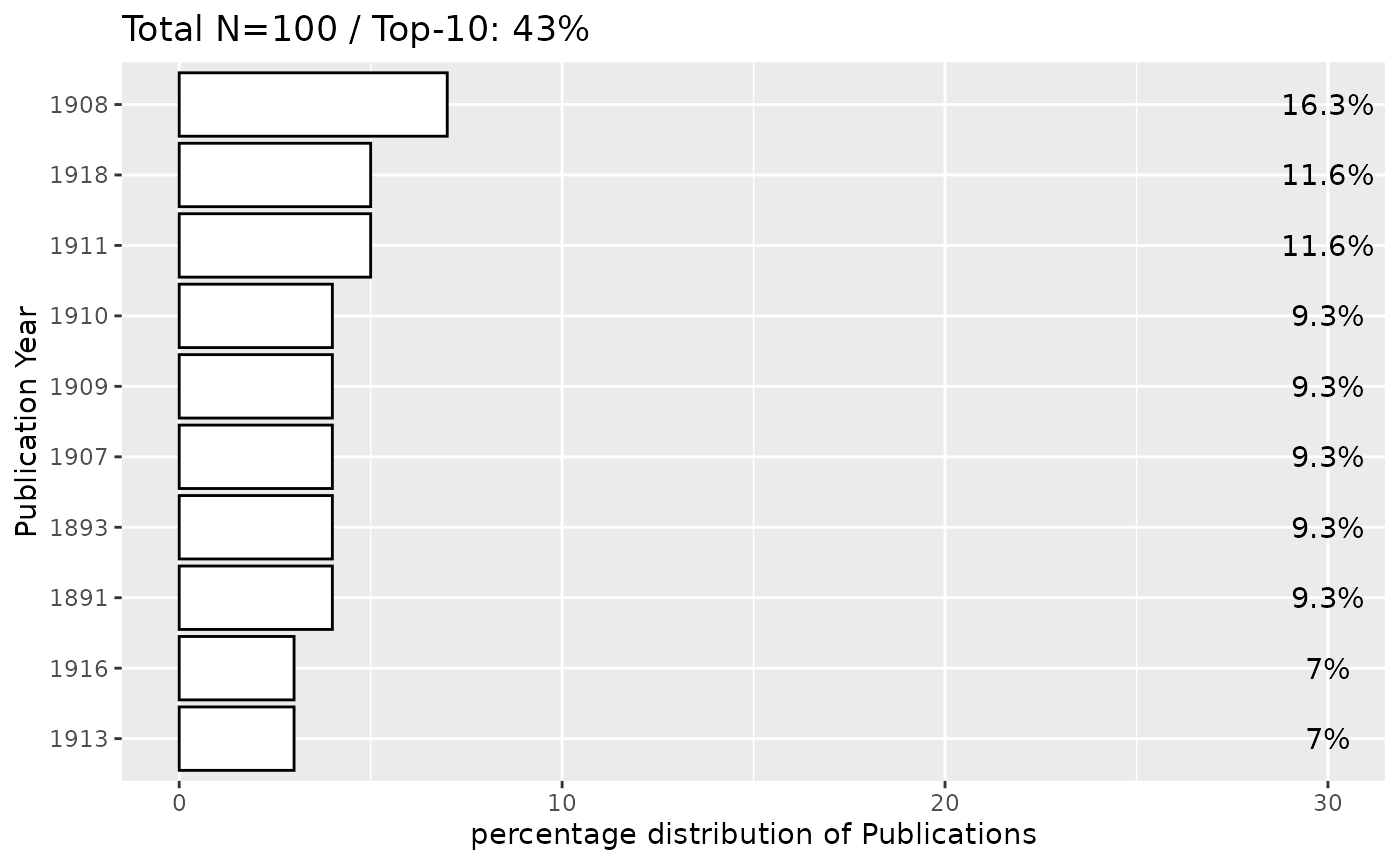 Total N=100 / Top-10: 43%
1908 16.3%
1918 11.6%
1911 11.6%
1910 9.3%
1909 9.3%
1907 9.3%
1893 9.3%
1891 9.3%
1916 7%
1913 7%
Publication Year
0 10 20 30
percentage distribution of Publications